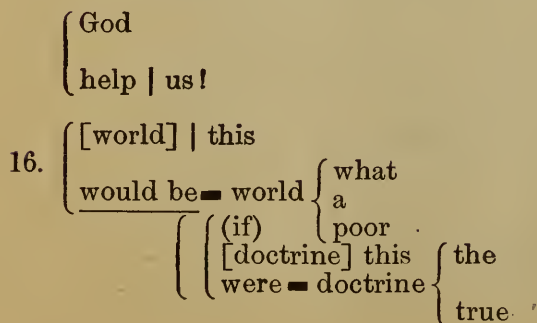 God
help | us!
16.
[world] | this
would be = world
what
a
poor
(if)
[doctrine] this
were = doctrine
the
true